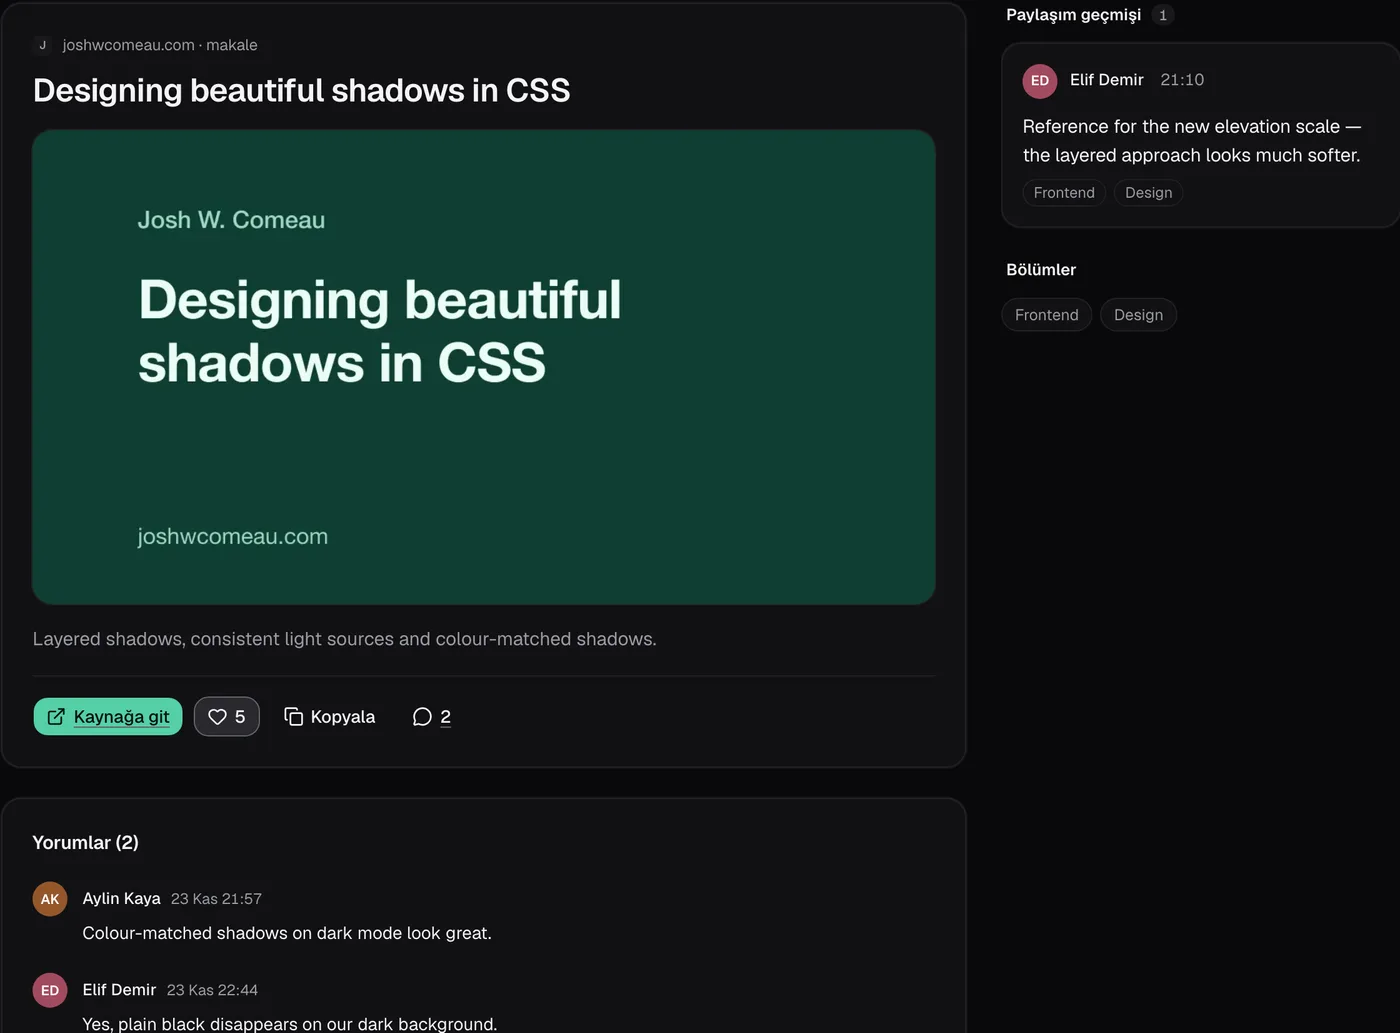 J joshwcomeau.com · makale
Designing beautiful shadows in CSS
Josh W. Comeau
Designing beautiful
shadows in CSS
joshwcomeau.com
Layered shadows, consistent light sources and colour-matched shadows.
Kaynağa git 5 Kopyala 2
Yorumlar (2)
AK Aylin Kaya 23 Kas 21:57
Colour-matched shadows on dark mode look great.
ED Elif Demir 23 Kas 22:44
Yes, plain black disappears on our dark background.
Paylaşım geçmişi 1
ED Elif Demir 21:10
Reference for the new elevation scale —
the layered approach looks much softer.
Frontend Design
Bölümler
Frontend Design